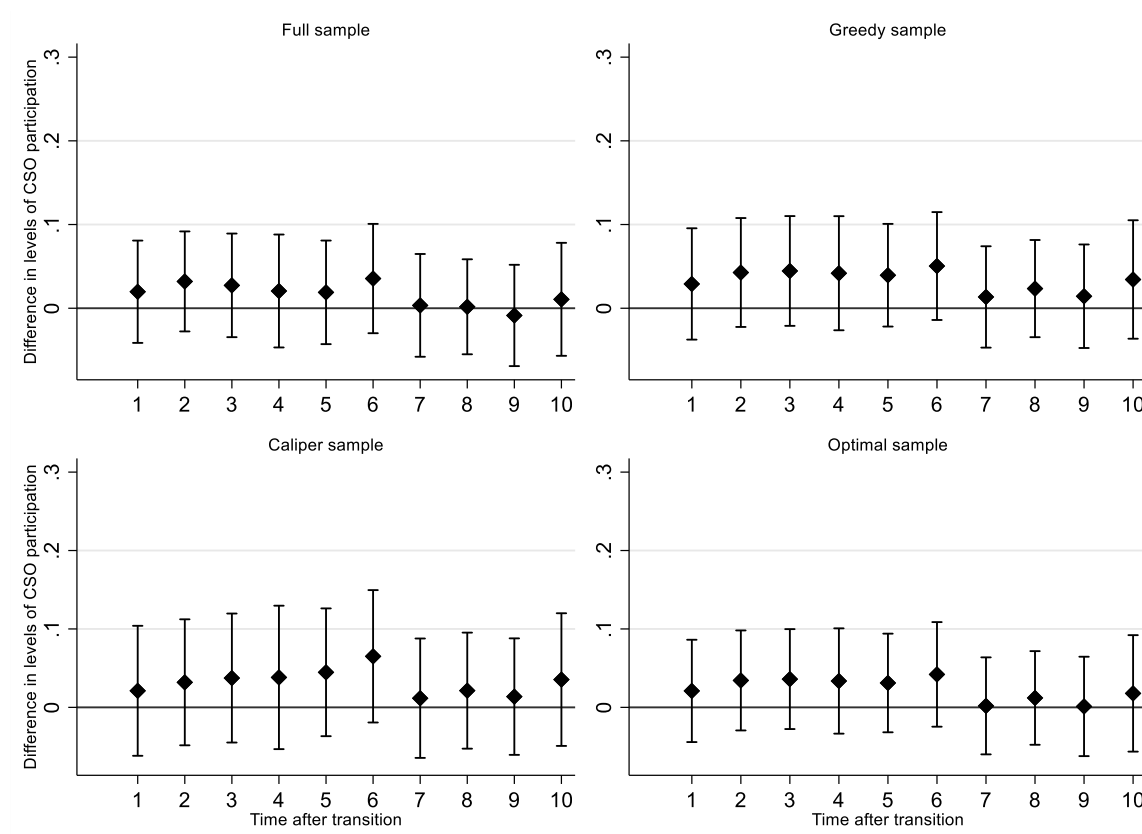 Full sample
Difference in levels of CSO participation
.3
.2
.1
0
1 2 3 4 5 6 7 8 9 10
Greedy sample
.3
.2
.1
0
1 2 3 4 5 6 7 8 9 10
Caliper sample
Difference in levels of CSO participation
.3
.2
.1
0
1 2 3 4 5 6 7 8 9 10
Time after transition
Optimal sample
.3
.2
.1
0
1 2 3 4 5 6 7 8 9 10
Time after transition